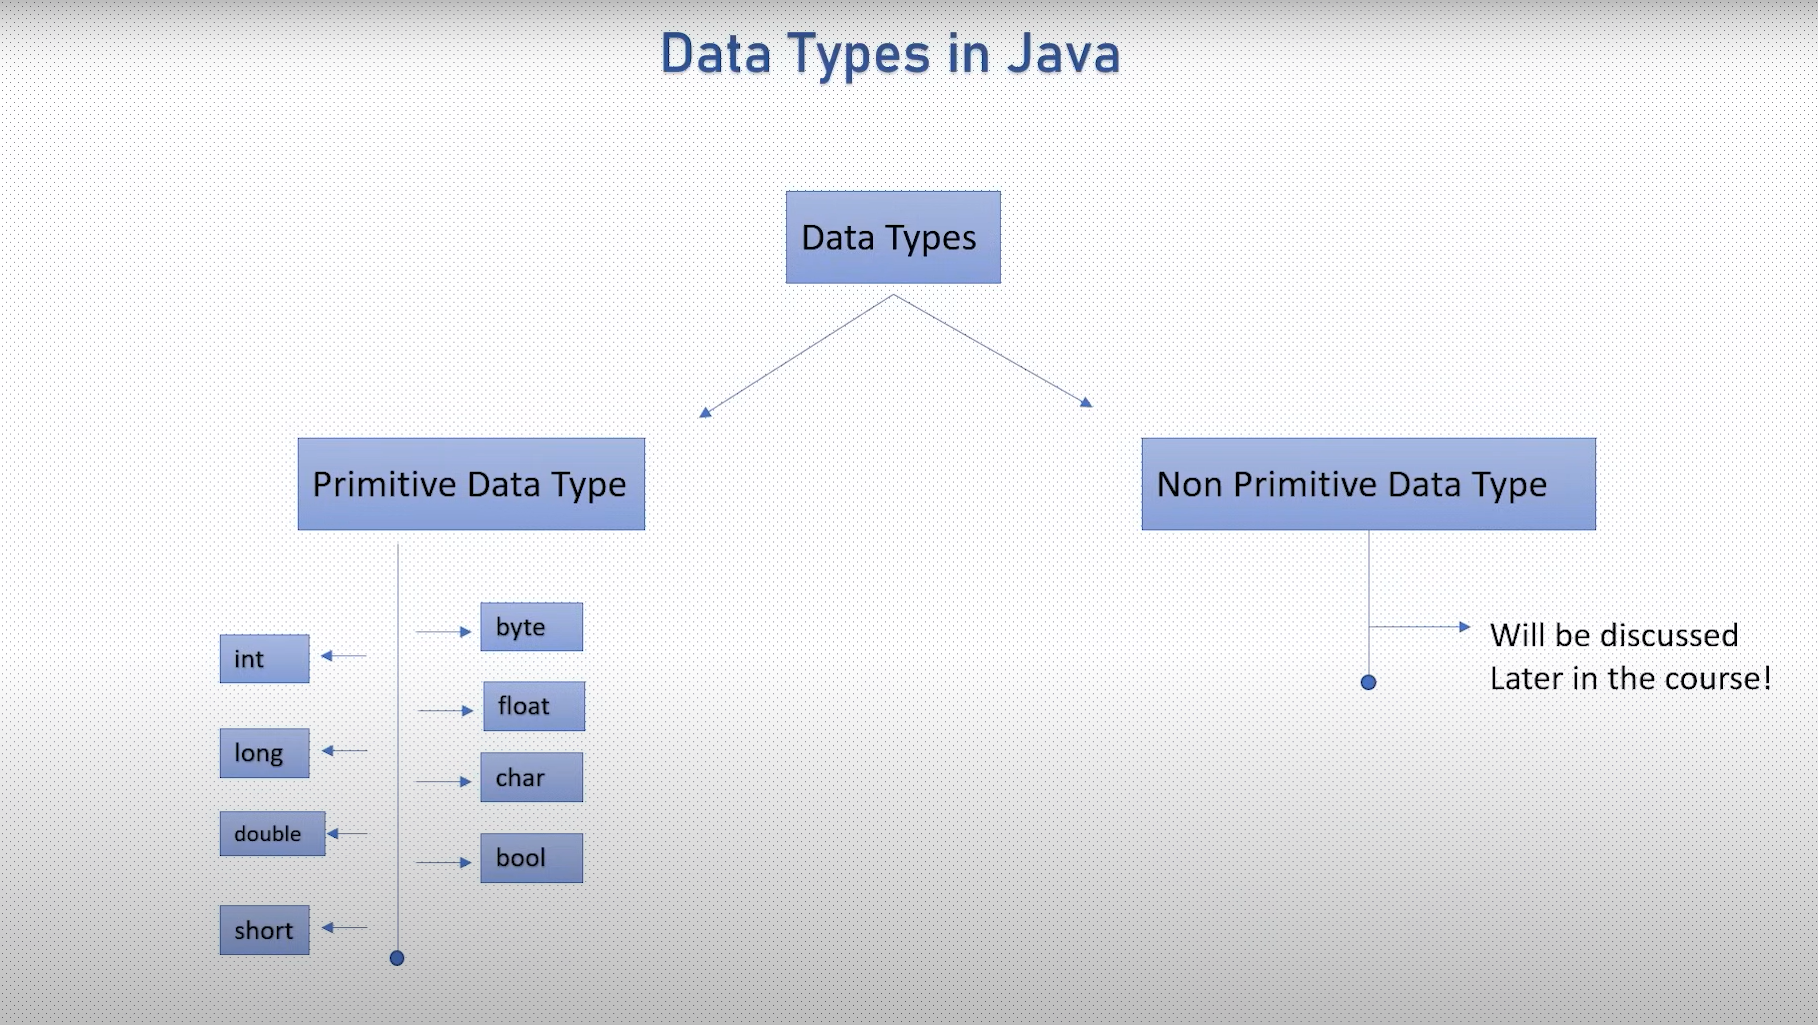 Data Types in Java
Data Types
Primitive Data Type
Non Primitive Data Type
int
long
double
short
byte
float
char
bool
Will be discussed
Later in the course!